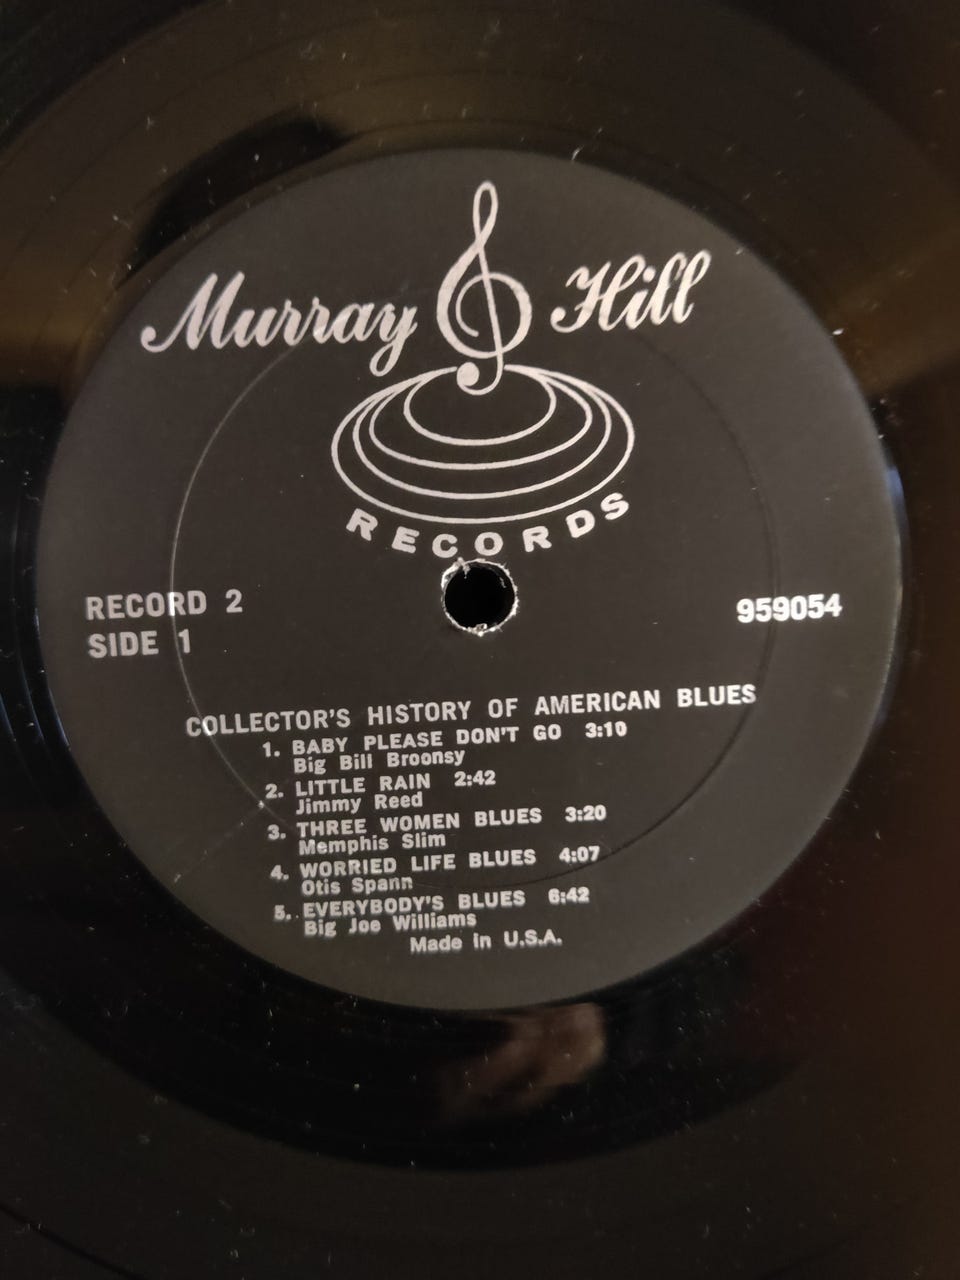 Murray Hill
RECORDS
RECORD 2
SIDE 1
959054
COLLECTOR'S HISTORY OF AMERICAN BLUES
1. BABY PLEASE DON'T GO 3:10
Big Bill Broonsy
2. LITTLE RAIN 2:42
Jimmy Reed
3. THREE WOMEN BLUES 3:20
Memphis Slim
4. WORRIED LIFE BLUES 4:07
Otis Spann
5. EVERYBODY'S BLUES 6:42
Big Joe Williams
Made in U.S.A.